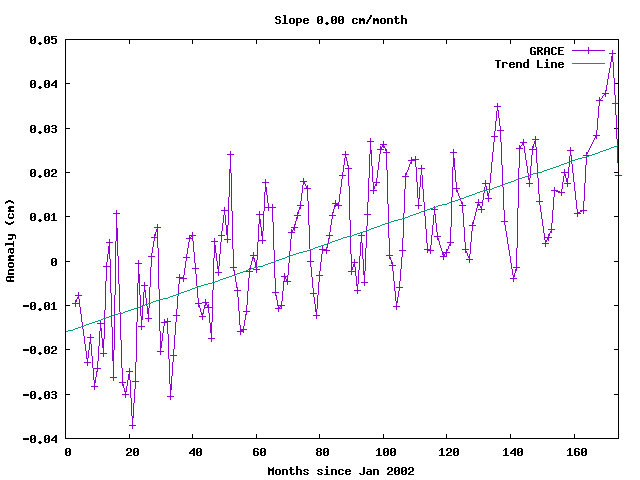 Slope 0.00 cm/month
GRACE
Trend Line
0.05
0.04
0.03
0.02
0.01
0
-0.01
-0.02
-0.03
-0.04
Anomaly (cm)
0 20 40 60 80 100 120 140 160
Months since Jan 2002